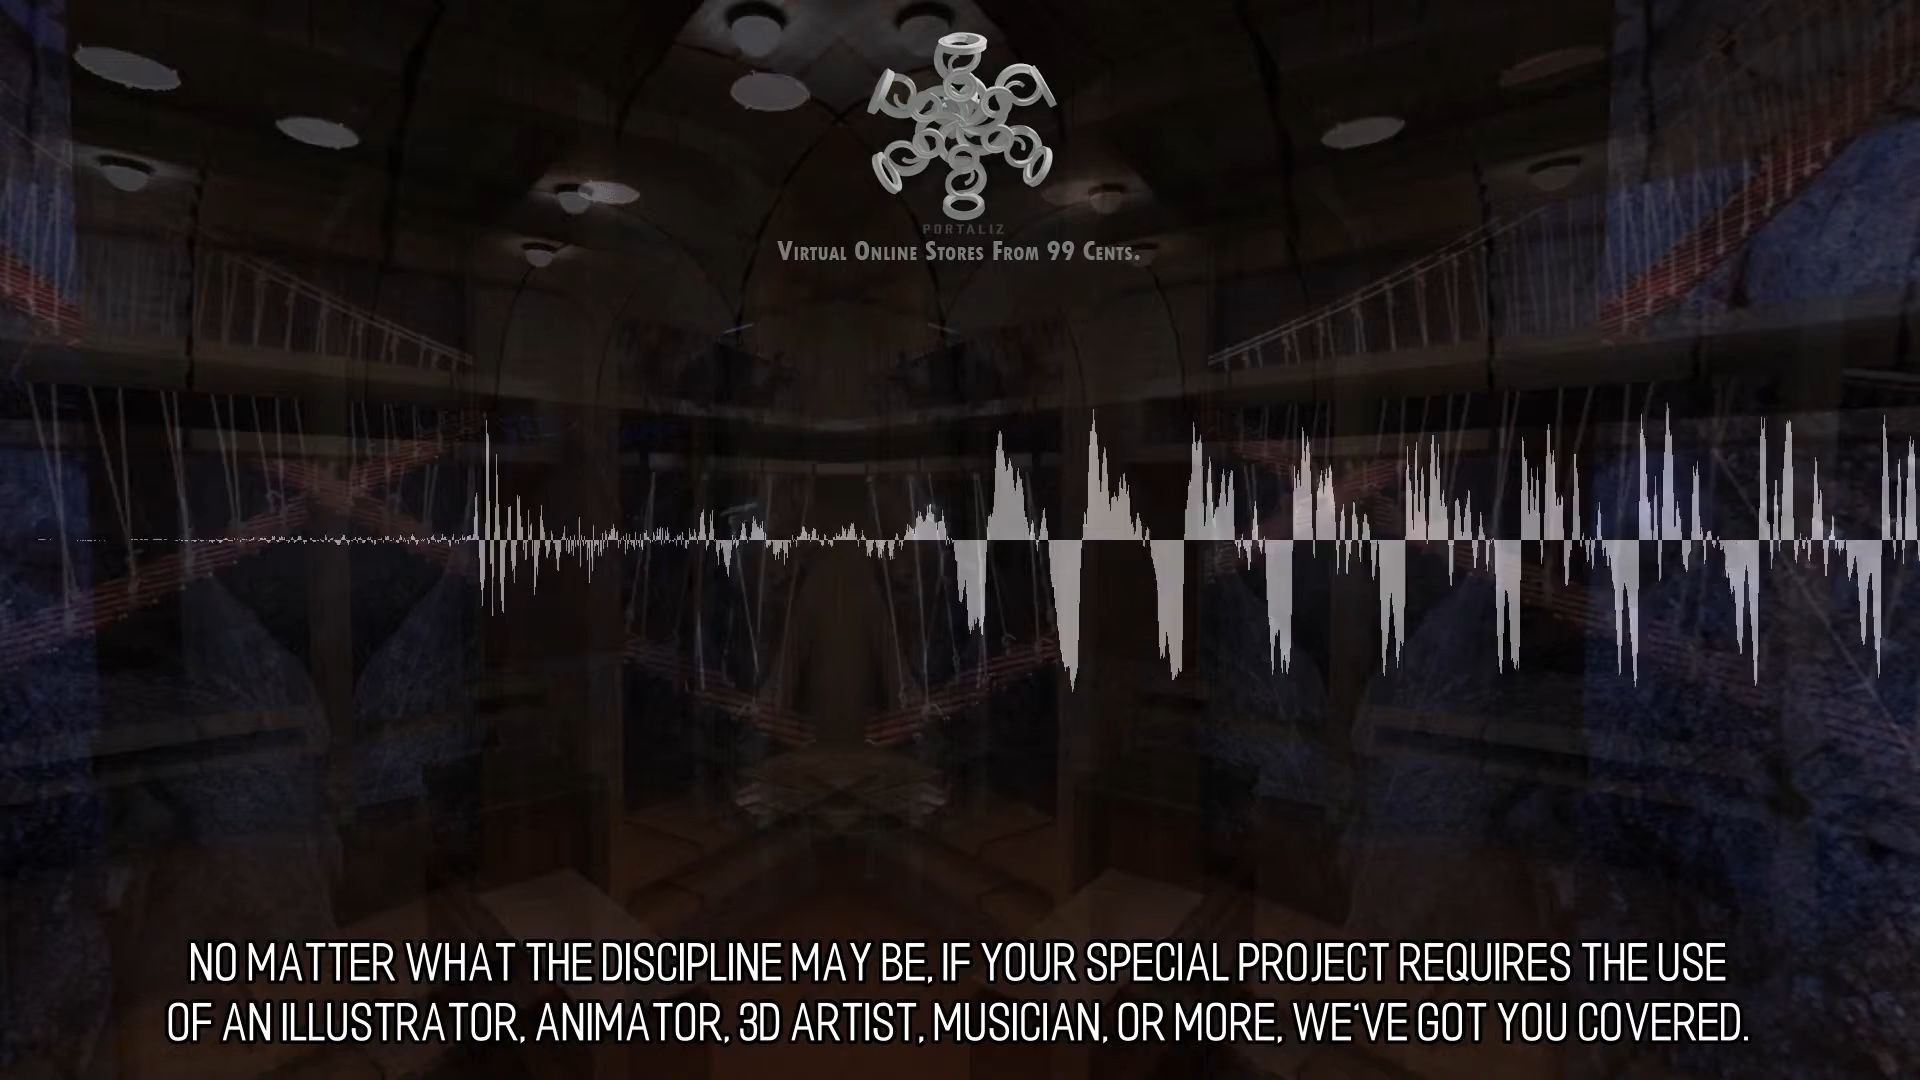 PORTALIZ
Virtual Online Stores From 99 Cents.
NO MATTER WHAT THE DISCIPLINE MAY BE, IF YOUR SPECIAL PROJECT REQUIRES THE USE
OF AN ILLUSTRATOR, ANIMATOR, 3D ARTIST, MUSICIAN, OR MORE, WE'VE GOT YOU COVERED.